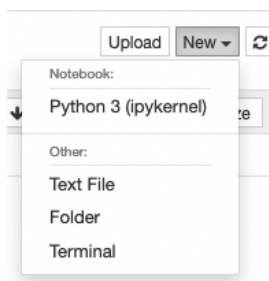 Upload New
Notebook:
Python 3 (ipykernel)
Other:
Text File
Folder
Terminal